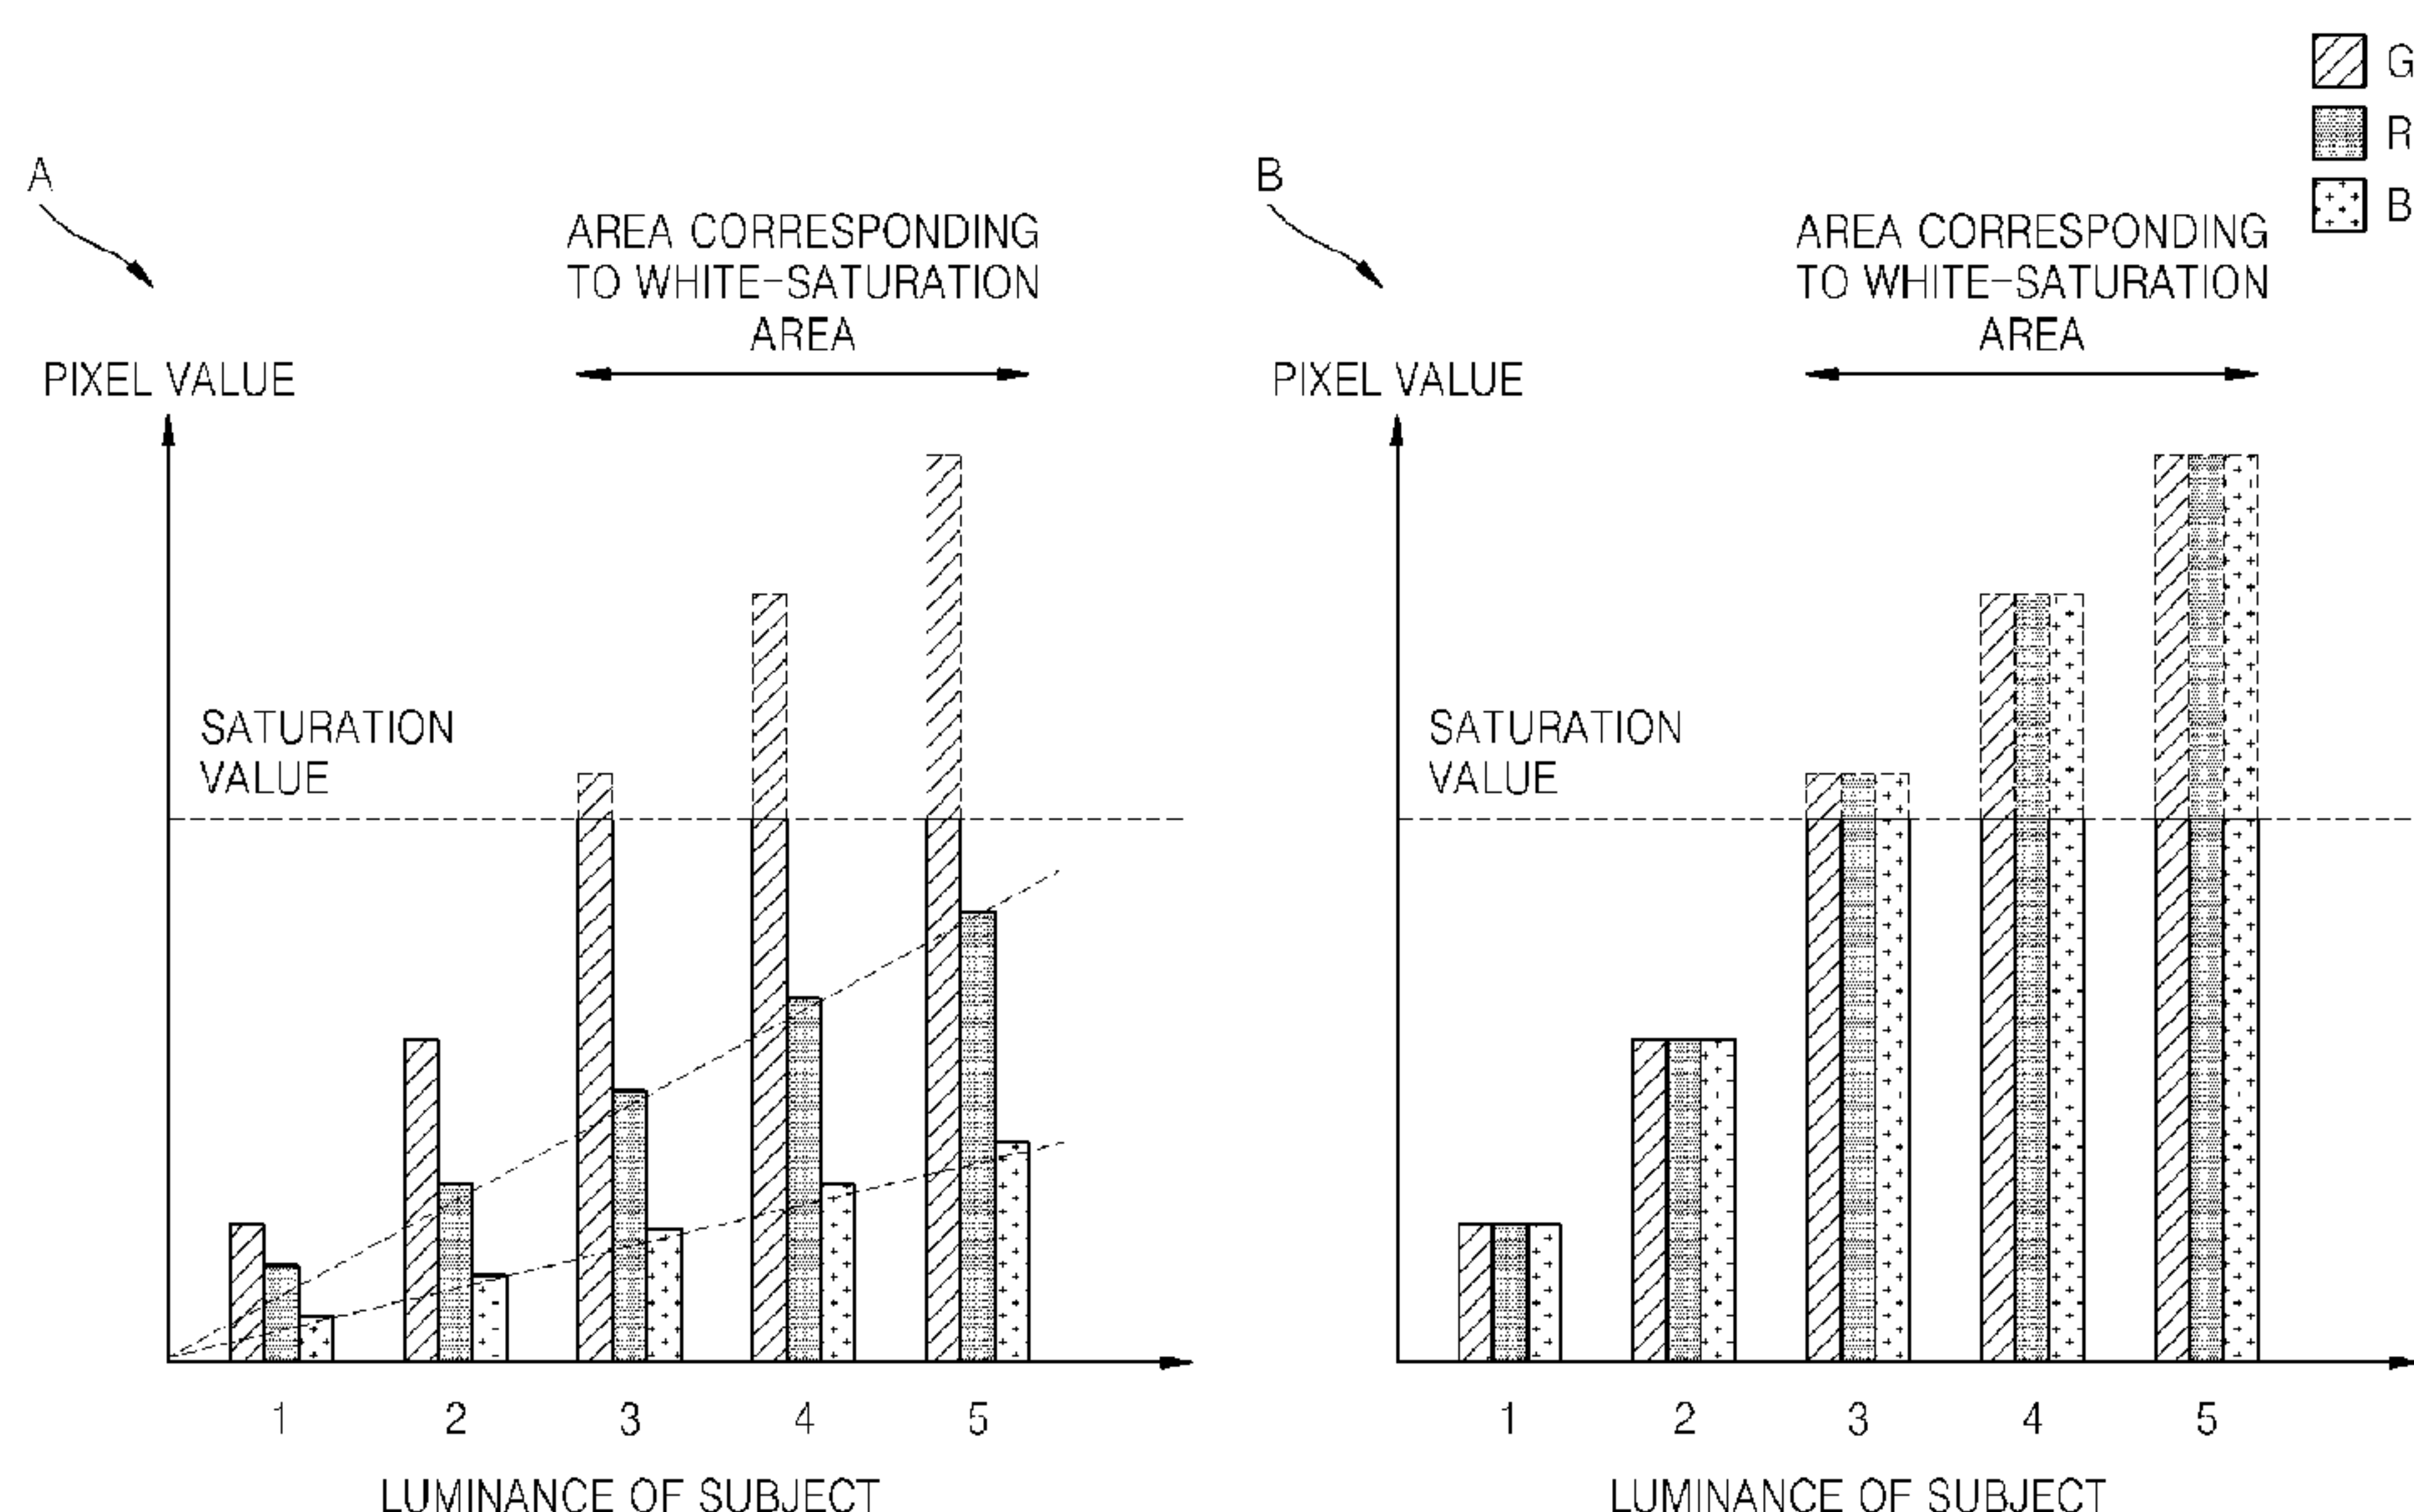 G
R
B
A
AREA CORRESPONDING
TO WHITE-SATURATION
AREA
PIXEL VALUE
SATURATION
VALUE
1 2 3 4 5
LUMINANCE OF SUBJECT
B
AREA CORRESPONDING
TO WHITE-SATURATION
AREA
PIXEL VALUE
SATURATION
VALUE
1 2 3 4 5
LUMINANCE OF SUBJECT